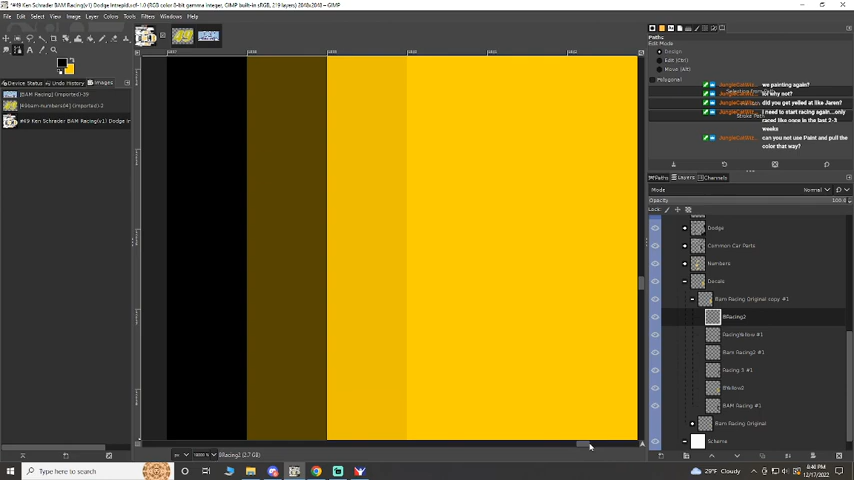 #49 Ken Schrader BAM Racing(v1) Dodge Intrepid.xcf-1.0 (RGB color 8-bit gamma integer, GIMP built-in sRGB, 219 layers) 2048x2048 – GIMP
File Edit Select View Image Layer Colors Tools Filters Windows Help
Device Status Undo History Images
[BAM Racing] (imported)-39
[49bam-numbers04] (imported)-2
#49 Ken Schrader BAM Racing(v1) Dodge In
Paths
Edit Mode
Design
Edit (Ctrl)
Move (Alt)
Polygonal
we painting again?
lol why not?
did you get yelled at like Jaren?
I need to start racing again...only
raced like once in the last 2-3
weeks
Stroke Path
can you not use Paint and pull the
color that way?
Paths Layers Channels
Mode Normal
Opacity 100.0
Lock:
Dodge
Common Car Parts
Numbers
Decals
Bam Racing Original copy #1
BRacing2
RacingYellow #1
Bam Racing2 #1
Racing 3 #1
BYellow2
BAM Racing #1
Bam Racing Original
Scheme
px BRacing2 (2.7 GB)
Type here to search
29°F Cloudy
8:40 PM
12/17/2022